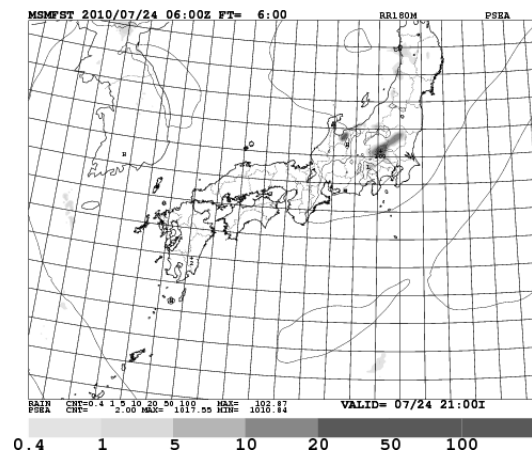 MSMFST 2010/07/24 06:00Z FT= 6:00 RR180M PSEA
RAIN CNT=0.4 1 5 10 20 50 100 MAX= 102.87
PSEA CNT= 2.00 MAX= 1017.55 MIN= 1010.84 VALID= 07/24 21:00I
0.4 1 5 10 20 50 100